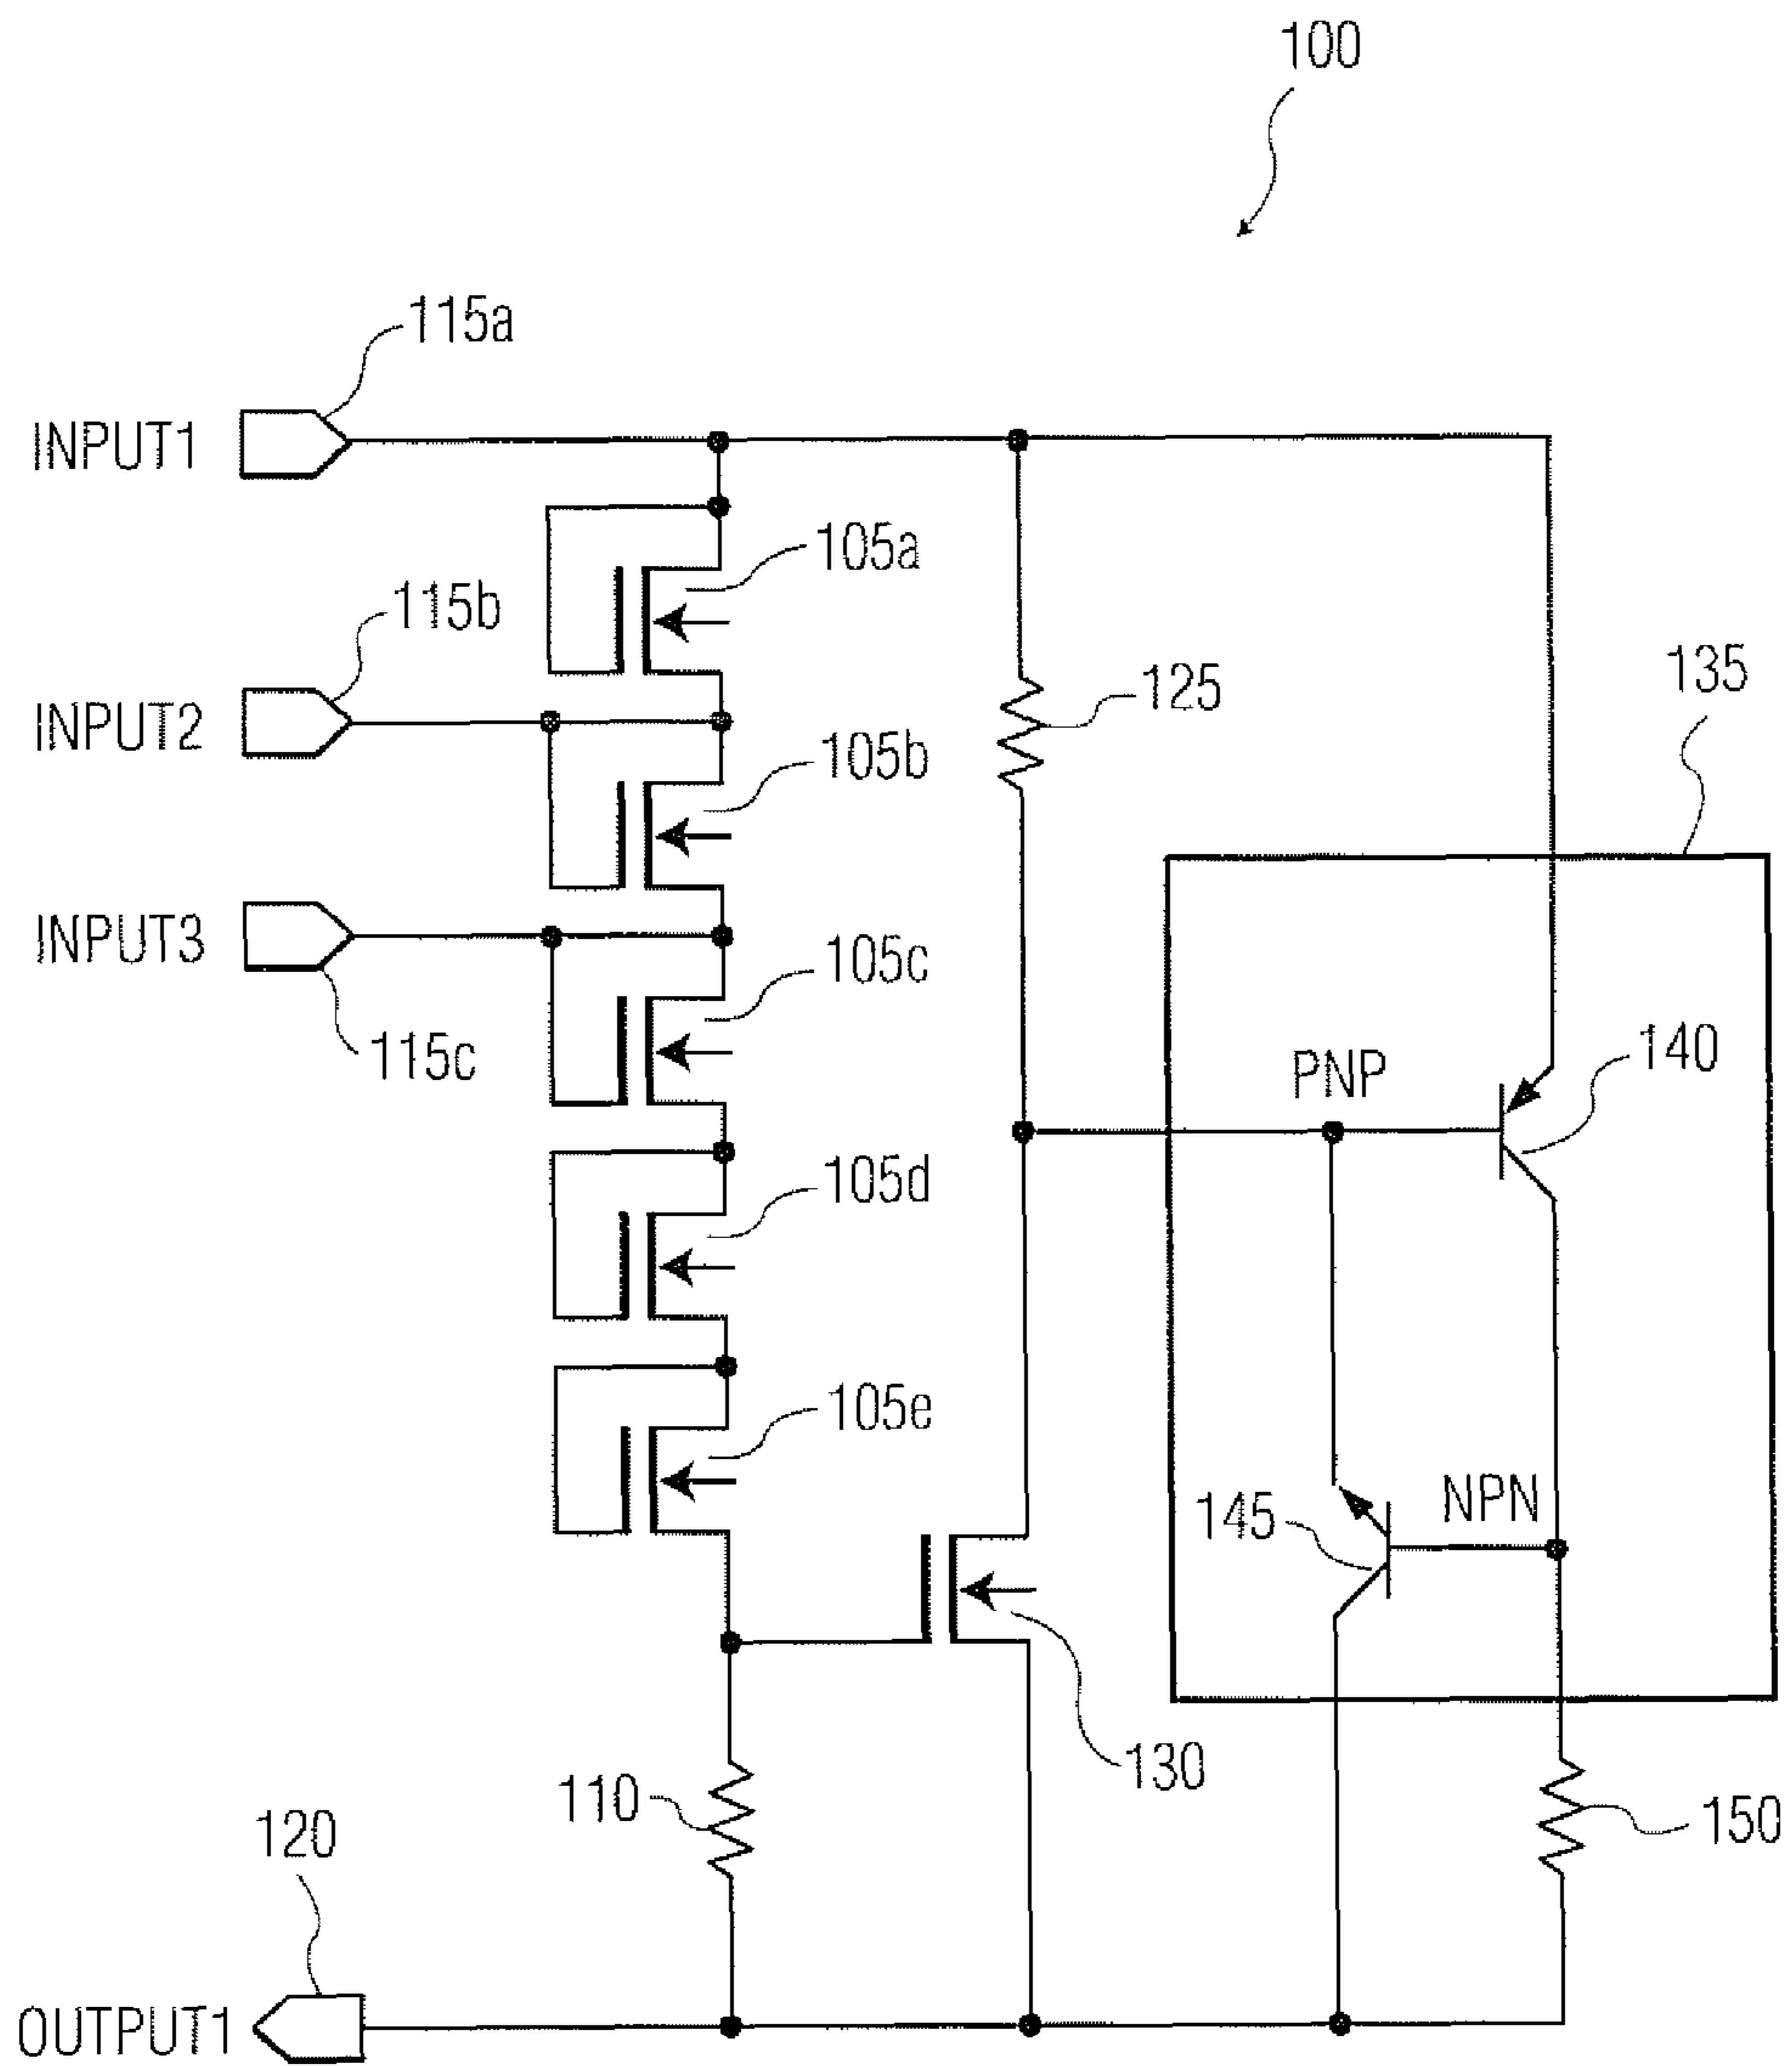 100
115a
INPUT1
105a
115b
INPUT2
125
135
105b
INPUT3
105c
115c
PNP
140
105d
105e
145
NPN
130
110
150
120
OUTPUT1